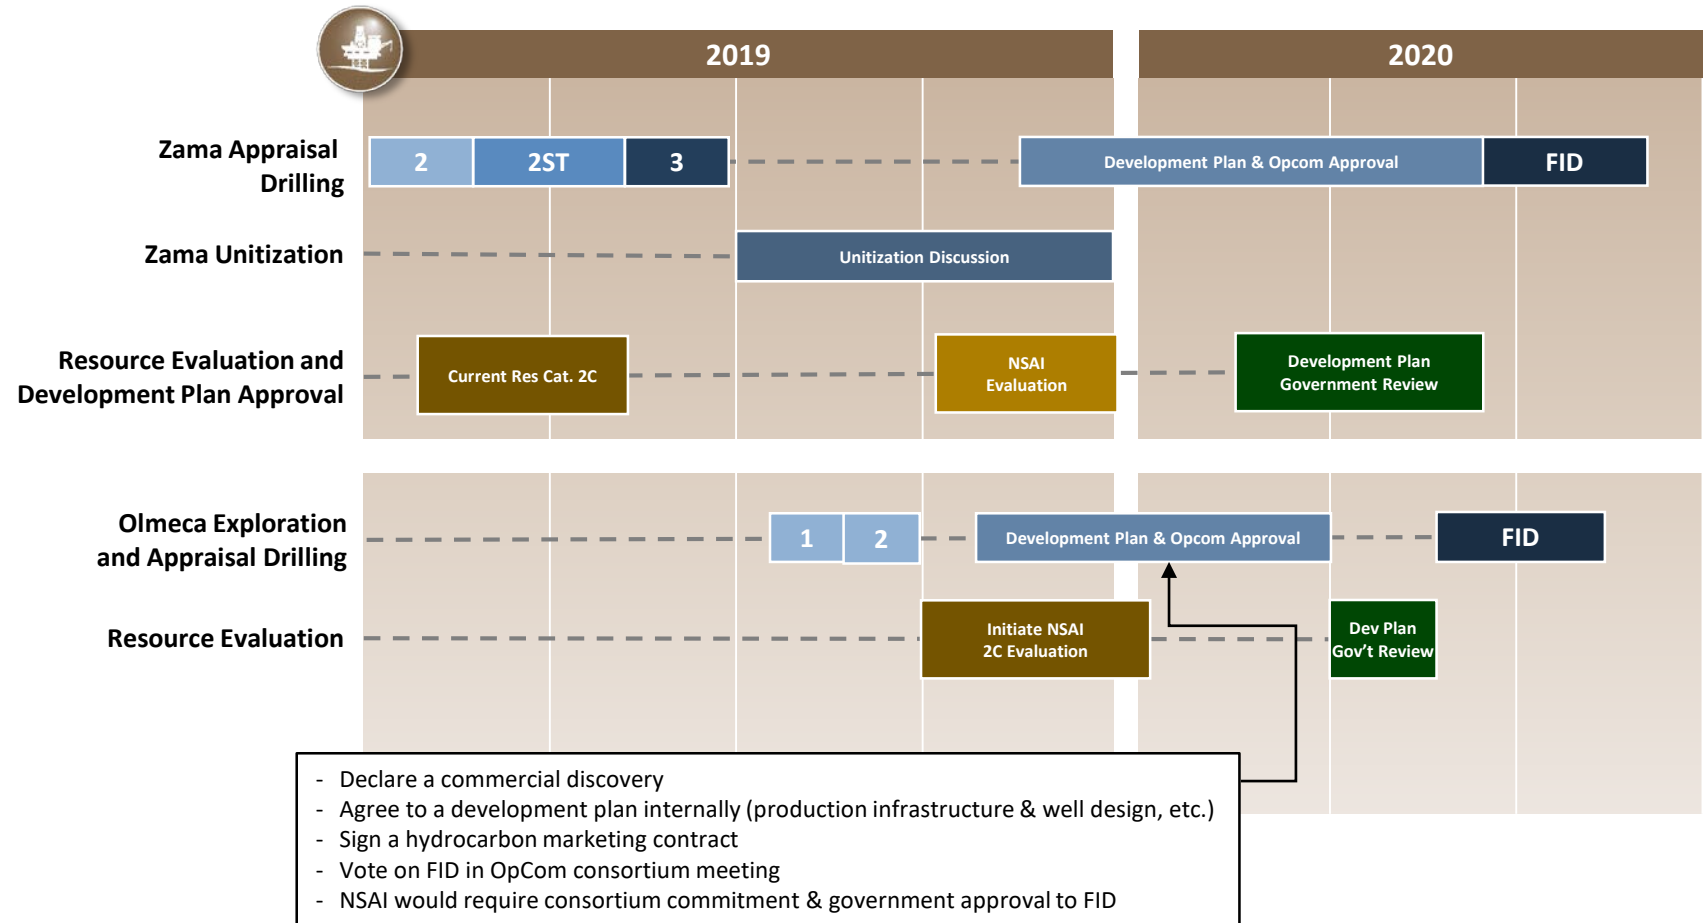 2019
2020
Zama Appraisal
Drilling
2
2ST
3
Development Plan & Opcom Approval
FID
Zama Unitization
Unitization Discussion
Resource Evaluation and
Development Plan Approval
Current Res Cat. 2C
NSAI
Evaluation
Development Plan
Government Review
Olmeca Exploration
and Appraisal Drilling
1
2
Development Plan & Opcom Approval
FID
Resource Evaluation
Initiate NSAI
2C Evaluation
Dev Plan
Gov’t Review
- Declare a commercial discovery
- Agree to a development plan internally (production infrastructure & well design, etc.)
- Sign a hydrocarbon marketing contract
- Vote on FID in OpCom consortium meeting
- NSAI would require consortium commitment & government approval to FID